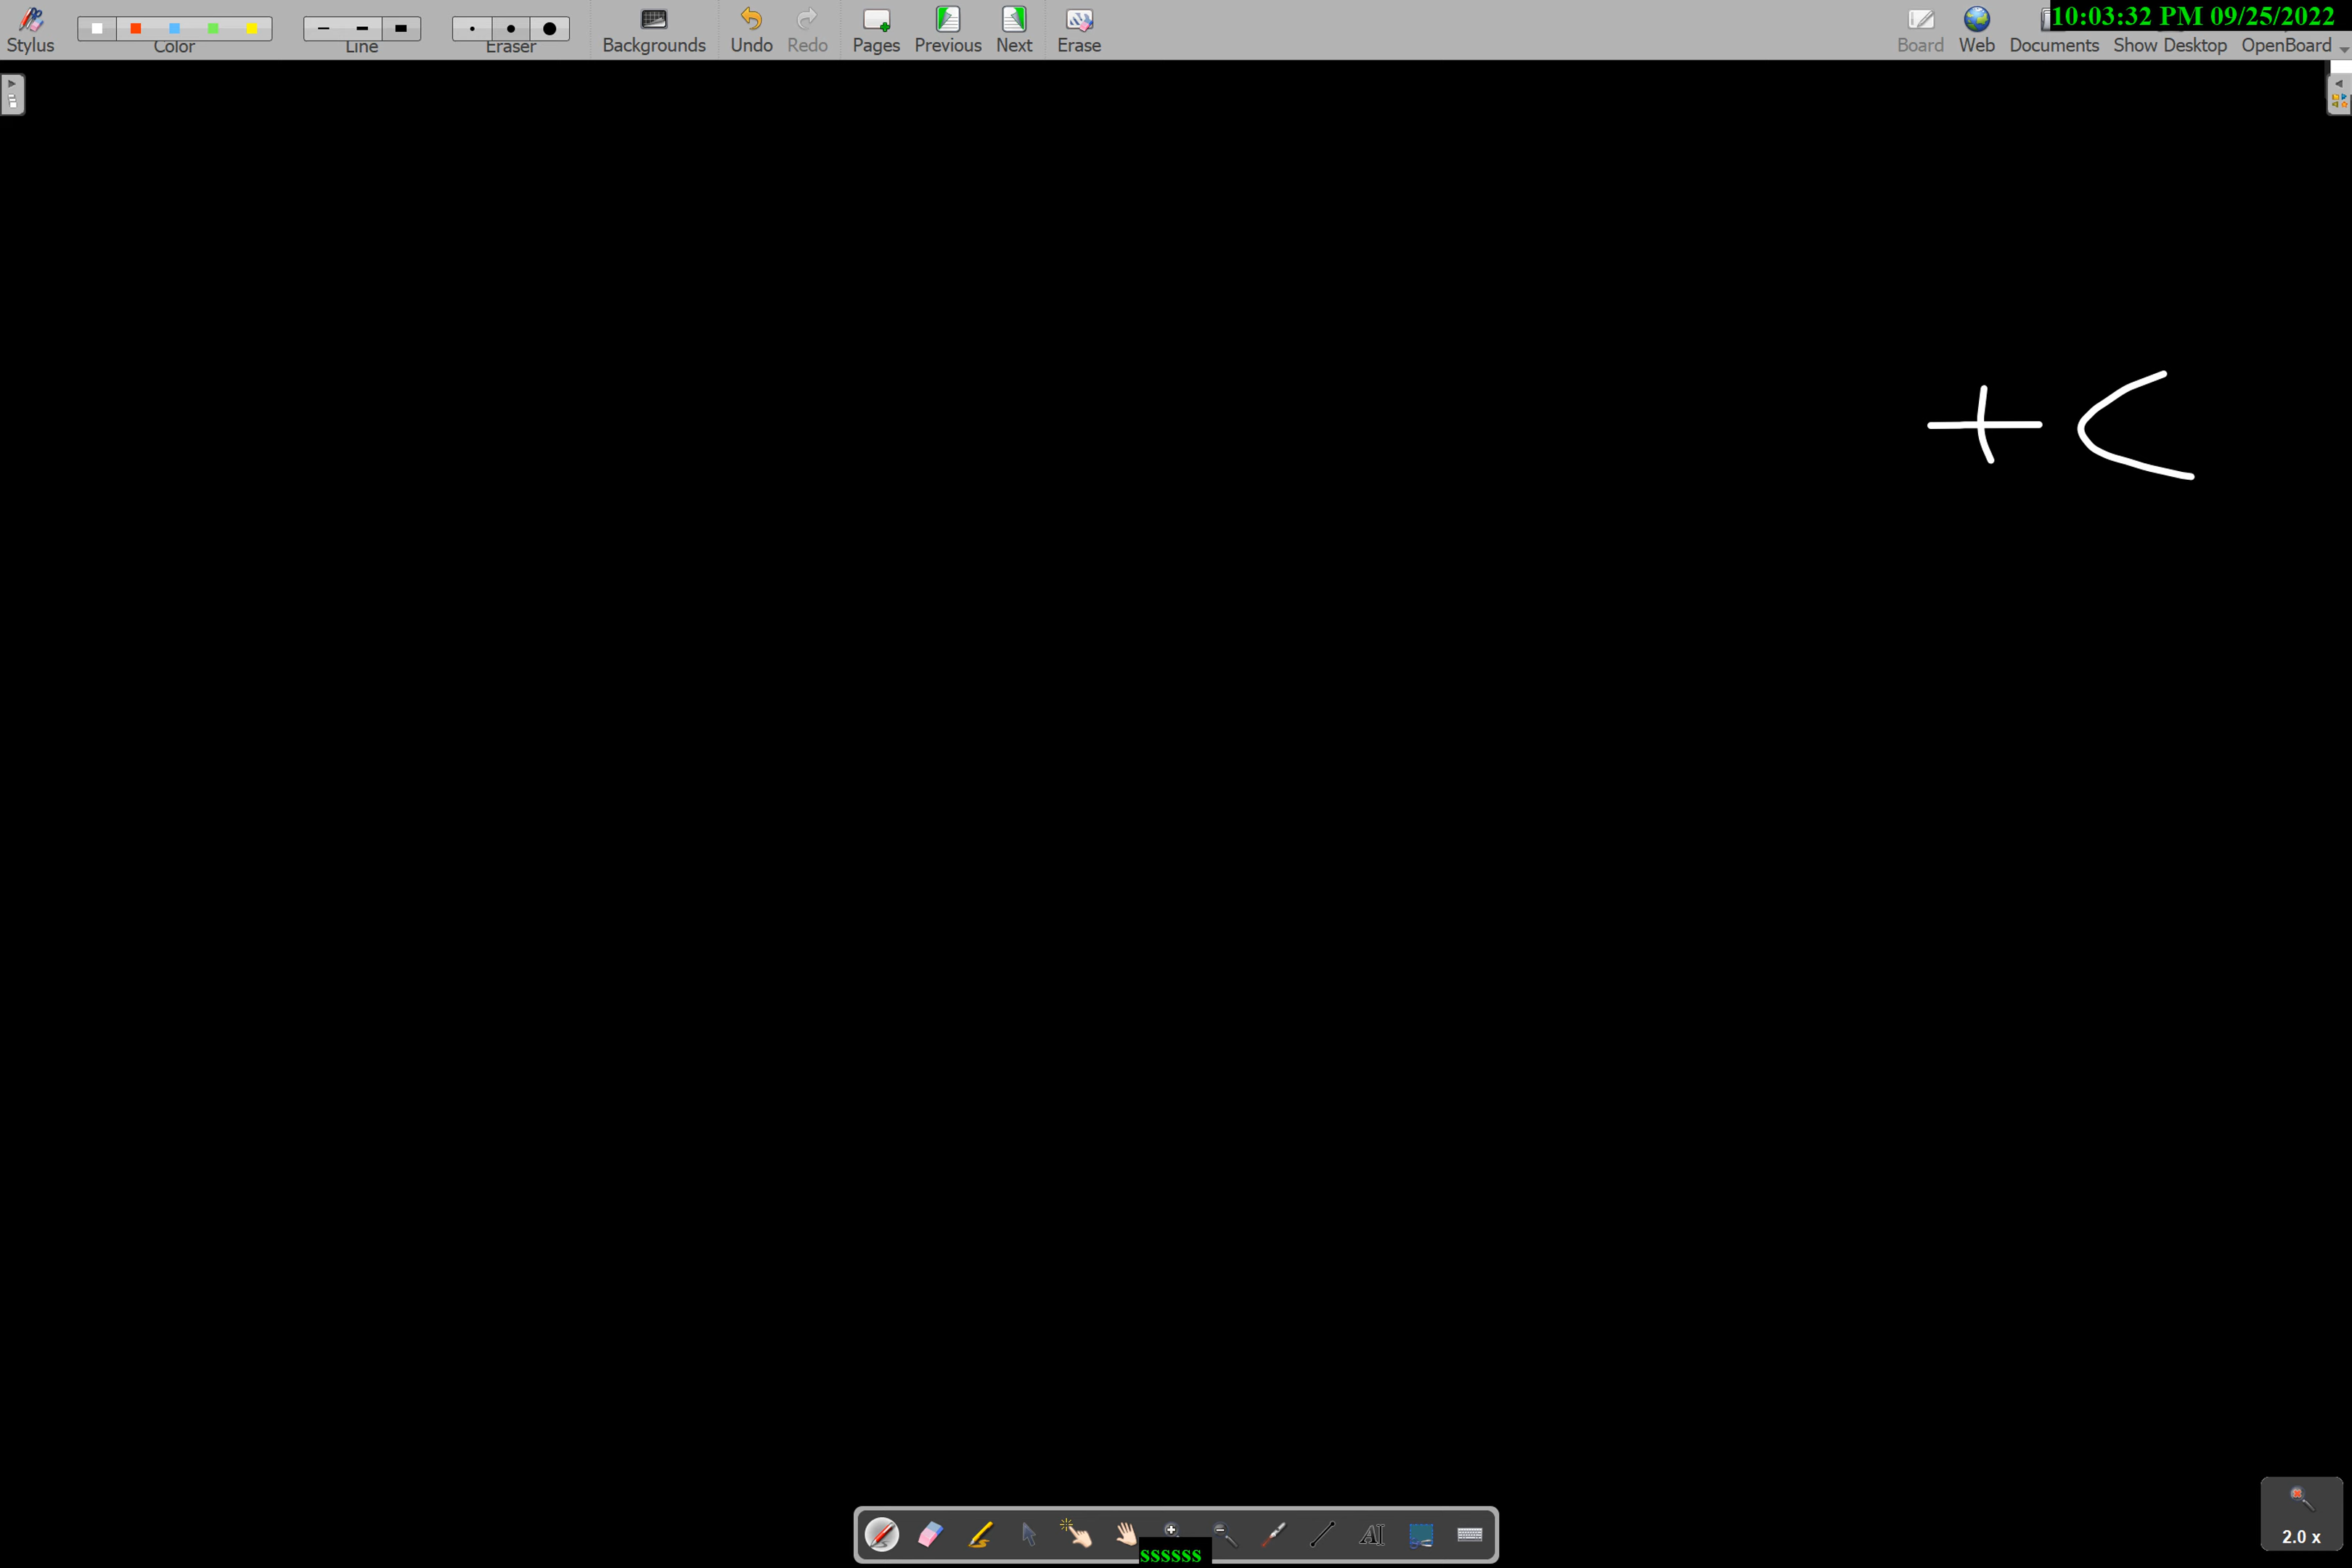 10:03:32 PM 09/25/2022
Stylus Color Line Eraser Backgrounds Undo Redo Pages Previous Next Erase Board Web Documents Show Desktop OpenBoard
+ C
ssssss
2.0 x